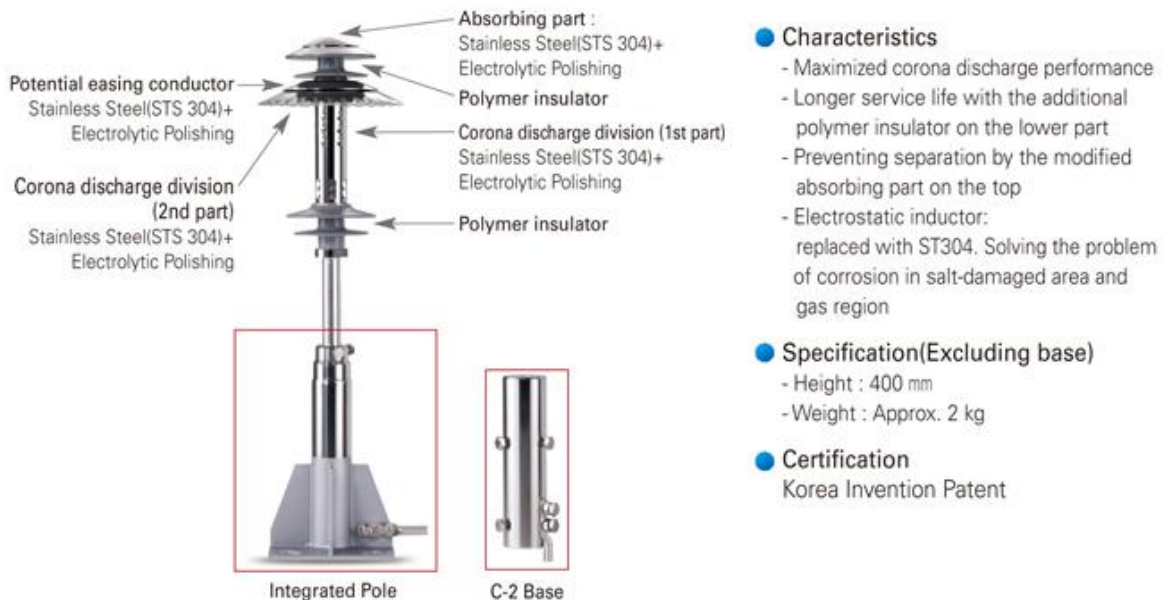 Absorbing part :
Stainless Steel(STS 304)+
Electrolytic Polishing
Potential easing conductor
Stainless Steel(STS 304)+
Electrolytic Polishing
Polymer insulator
Corona discharge division (1st part)
Stainless Steel(STS 304)+
Electrolytic Polishing
Corona discharge division
(2nd part)
Stainless Steel(STS 304)+
Electrolytic Polishing
Polymer insulator
Integrated Pole
C-2 Base
Characteristics
- Maximized corona discharge performance
- Longer service life with the additional
polymer insulator on the lower part
- Preventing separation by the modified
absorbing part on the top
- Electrostatic inductor:
replaced with ST304. Solving the problem
of corrosion in salt-damaged area and
gas region
Specification(Excluding base)
- Height : 400 mm
- Weight : Approx. 2 kg
Certification
Korea Invention Patent